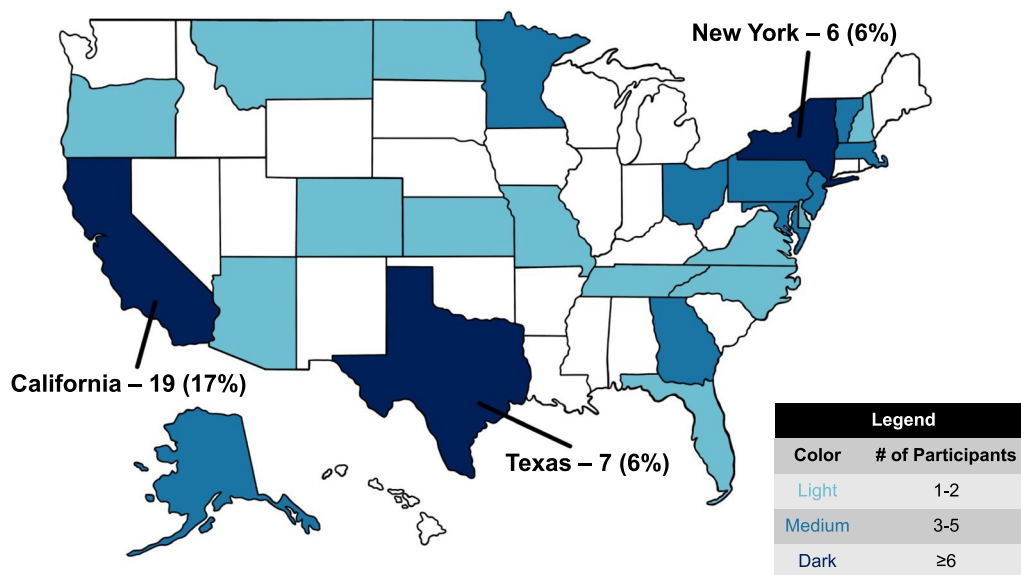 New York – 6 (6%)
California – 19 (17%)
Texas – 7 (6%)
Legend
Color # of Participants
Light 1-2
Medium 3-5
Dark ≥6